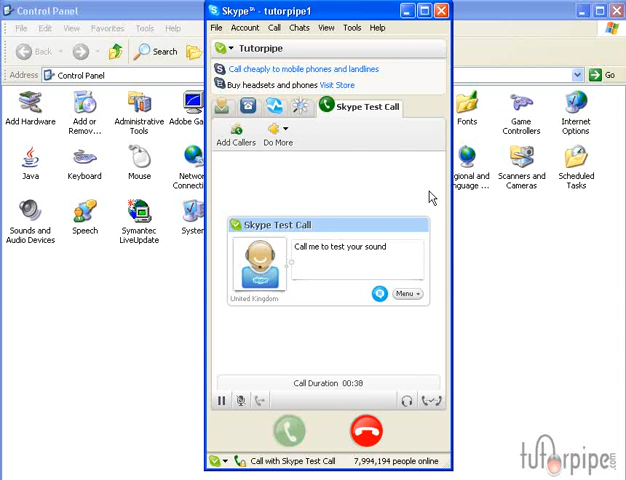 Control Panel
File Edit View Favorites Tools Help
Back Search
Address Control Panel Go
Add Hardware
Add or Remov...
Administrative Tools
Adobe Ga
Fonts
Game Controllers
Internet Options
Java
Keyboard
Mouse
Network Connecti
egional and anguage ...
Scanners and Cameras
Scheduled Tasks
Sounds and Audio Devices
Speech
Symantec LiveUpdate
System
Skype™ - tutorpipe1
File Account Call Chats View Tools Help
Tutorpipe
Call cheaply to mobile phones and landlines
Buy headsets and phones Visit Store
Skype Test Call
Add Callers Do More
Skype Test Call
Call me to test your sound
United Kingdom
Menu
Call Duration 00:38
Call with Skype Test Call 7,994,194 people online
tutorpipe.com